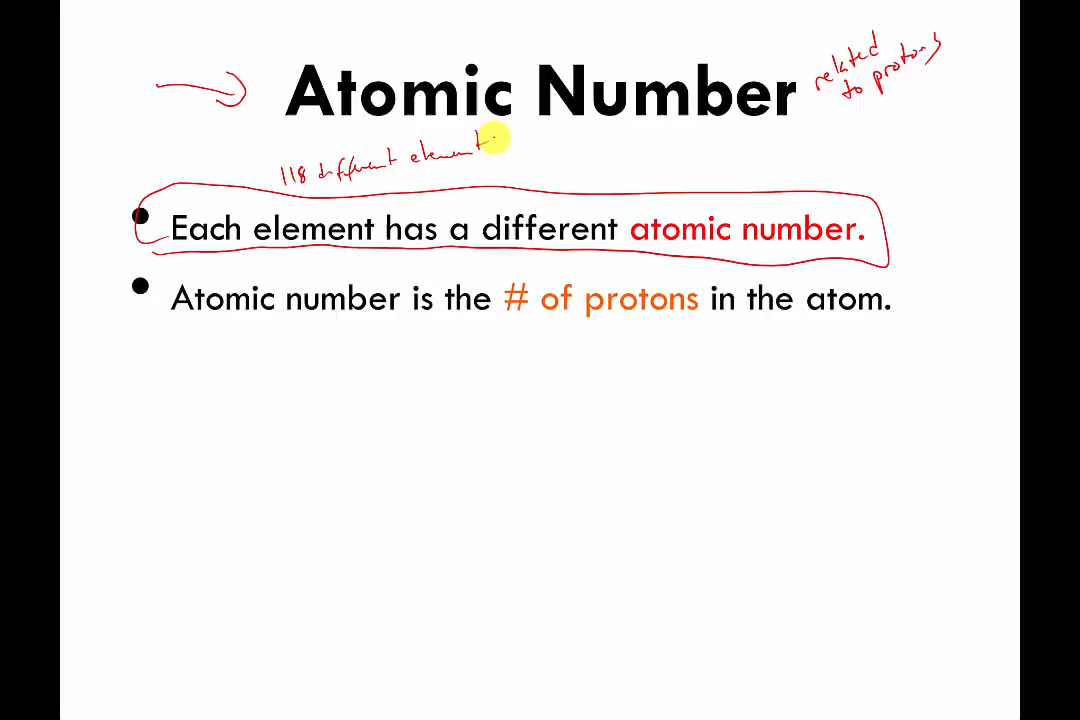 Atomic Number
related
to protons
118 different element
• Each element has a different atomic number.
• Atomic number is the # of protons in the atom.